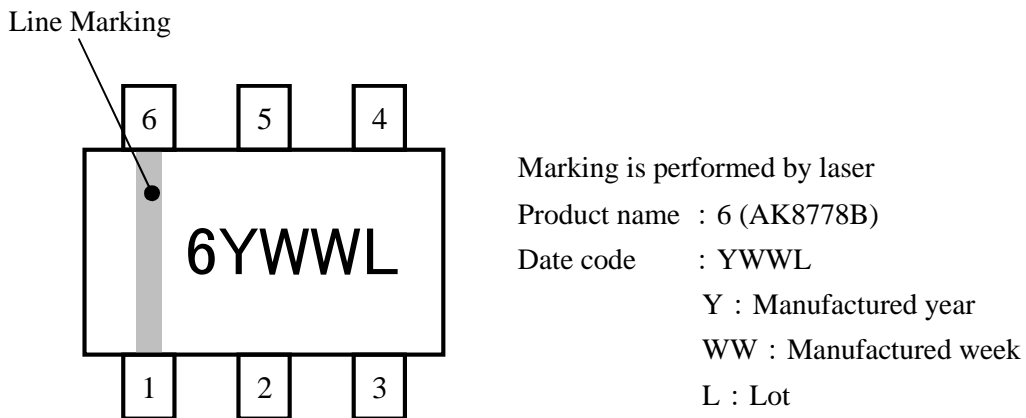 Line Marking
6 5 4
6YWWL
1 2 3
Marking is performed by laser
Product name : 6 (AK8778B)
Date code : YWWL
Y : Manufactured year
WW : Manufactured week
L : Lot